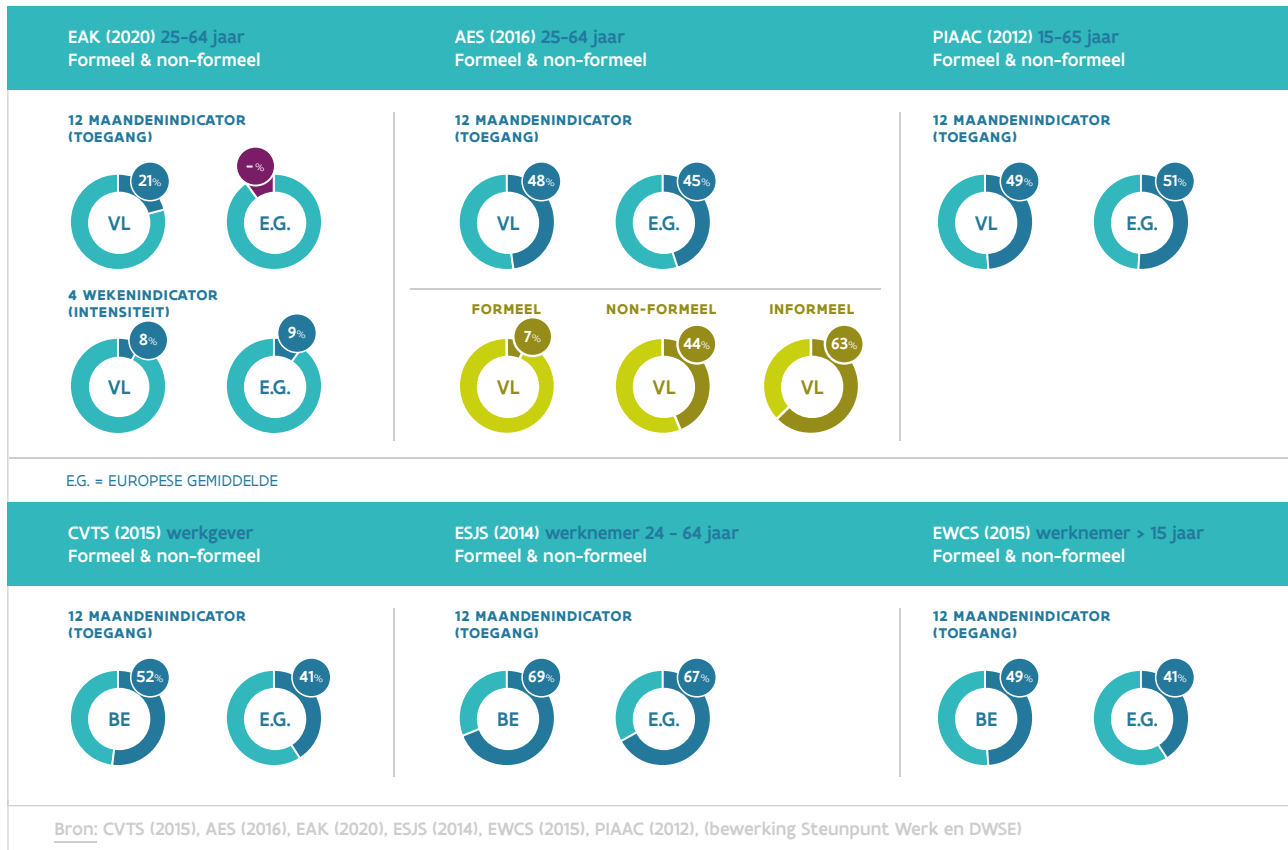 EAK (2020) 25-64 jaar
Formeel & non-formeel
12 MAANDENINDICATOR
(TOEGANG)
21%
VL
-%
E.G.
4 WEKENINDICATOR
(INTENSITEIT)
8%
VL
9%
E.G.
AES (2016) 25-64 jaar
Formeel & non-formeel
12 MAANDENINDICATOR
(TOEGANG)
48%
VL
45%
E.G.
FORMEEL
7%
VL
NON-FORMEEL
44%
VL
INFORMEEL
63%
VL
PIAAC (2012) 15-65 jaar
Formeel & non-formeel
12 MAANDENINDICATOR
(TOEGANG)
49%
VL
51%
E.G.
E.G. = EUROPESE GEMIDDELDE
CVTS (2015) werkgever
Formeel & non-formeel
12 MAANDENINDICATOR
(TOEGANG)
52%
BE
41%
E.G.
ESJS (2014) werknemer 24 - 64 jaar
Formeel & non-formeel
12 MAANDENINDICATOR
(TOEGANG)
69%
BE
67%
E.G.
EWCS (2015) werknemer > 15 jaar
Formeel & non-formeel
12 MAANDENINDICATOR
(TOEGANG)
49%
BE
41%
E.G.
Bron: CVTS (2015), AES (2016), EAK (2020), ESJS (2014), EWCS (2015), PIAAC (2012), (bewerking Steunpunt Werk en DWSE)